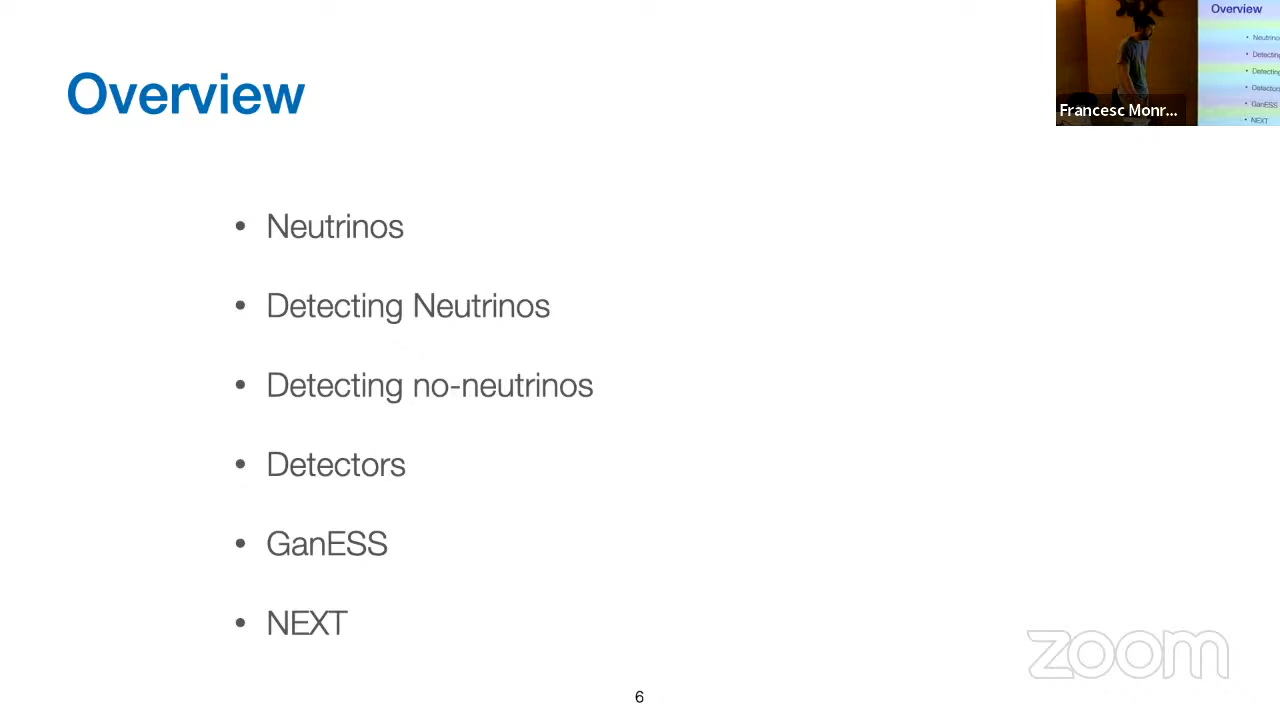 Overview
• Neutrinos
• Detecting Neutrinos
• Detecting no-neutrinos
• Detectors
• GanESS
• NEXT
6
Overview
• Neutrinos
• Detecting
• Detecting
• Detectors
• GanESS
• NEXT
Francesc Monr...
zoom